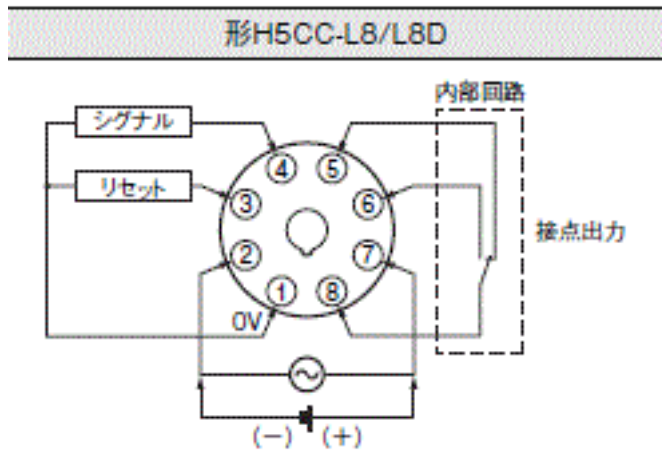 形H5CC-L8/L8D
内部回路
シグナル
④ ⑤
リセット
③ ⑥
接点出力
② ⑦
① ⑧
0V
(−) (+)